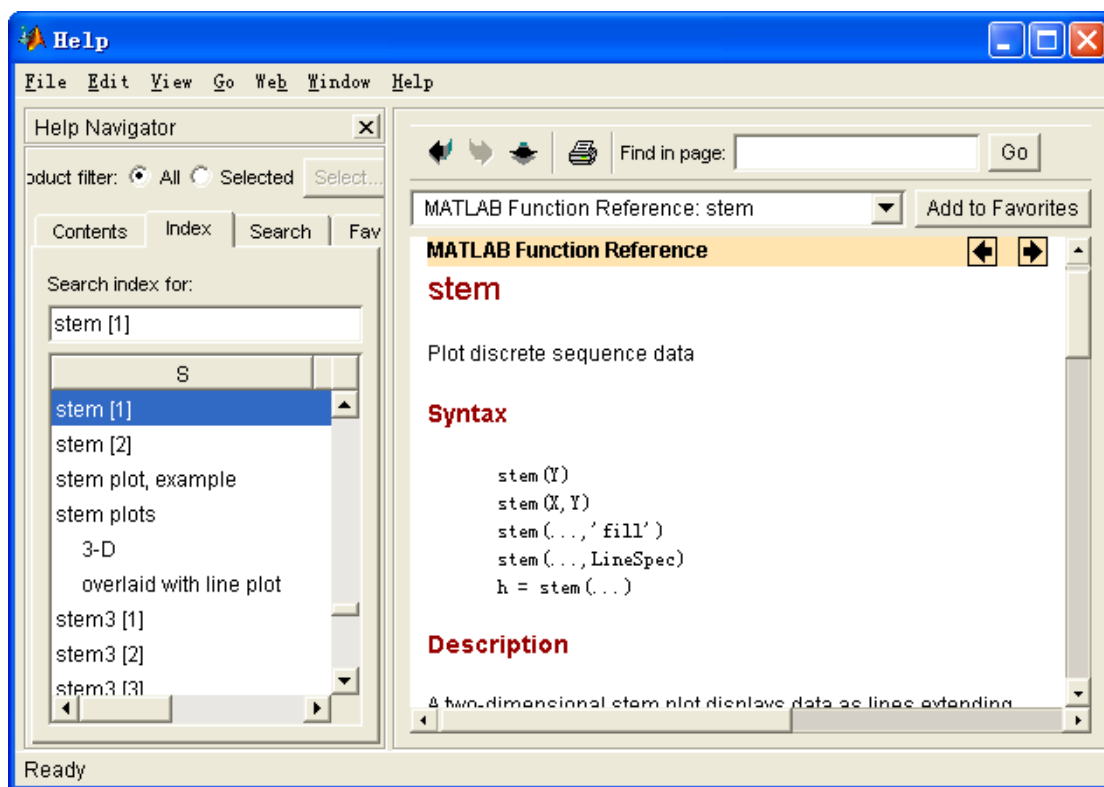 Help
File Edit View Go Web Window Help
Help Navigator
oduct filter: All Selected Select...
Contents Index Search Fav
Search index for:
stem [1]
S
stem [1]
stem [2]
stem plot, example
stem plots
3-D
overlaid with line plot
stem3 [1]
stem3 [2]
stem3 [3]
Find in page: Go
MATLAB Function Reference: stem Add to Favorites
MATLAB Function Reference
stem
Plot discrete sequence data
Syntax
stem(Y)
stem(X,Y)
stem(...,'fill')
stem(...,LineSpec)
h = stem(...)
Description
A two-dimensional stem plot displays data as lines extending
Ready